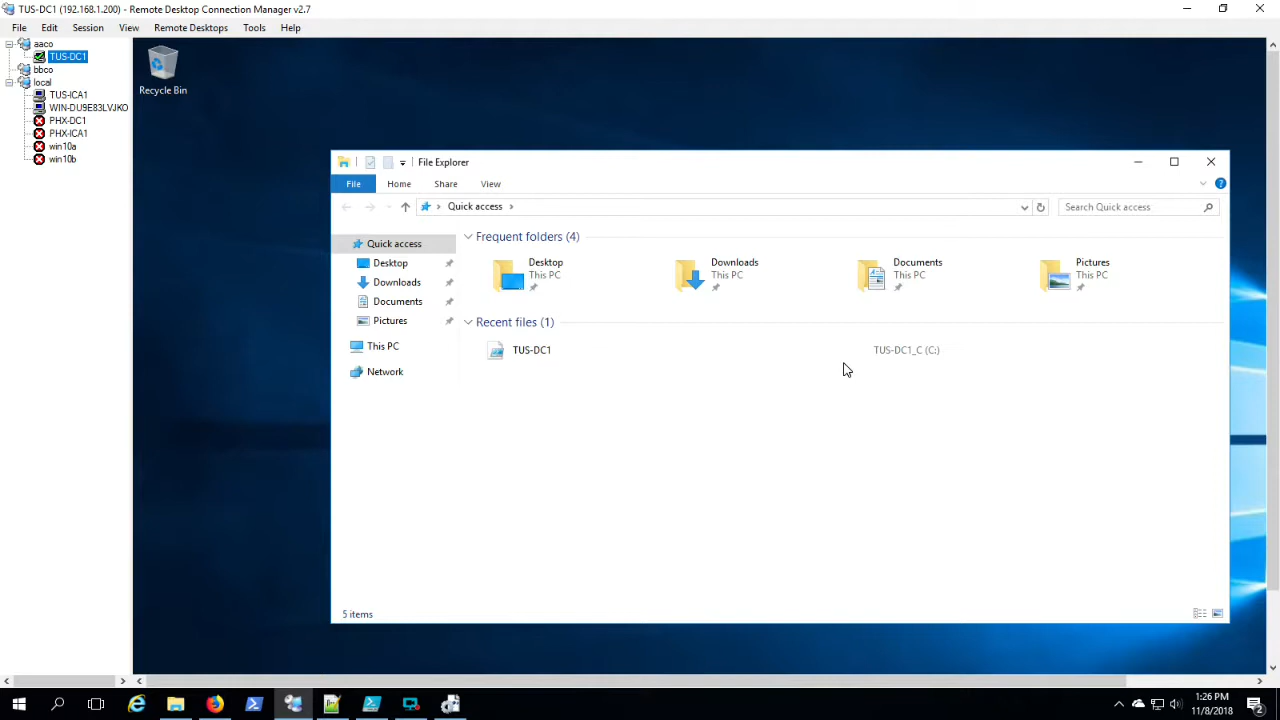 TUS-DC1 (192.168.1.200) - Remote Desktop Connection Manager v2.7
File Edit Session View Remote Desktops Tools Help
aaco
TUS-DC1
bbco
local
TUS-ICA1
WIN-DU9E83LVJKO
PHX-DC1
PHX-ICA1
win10a
win10b
Recycle Bin
File Explorer
File Home Share View
Quick access
Search Quick access
Quick access
Desktop
Downloads
Documents
Pictures
This PC
Network
Frequent folders (4)
Desktop
This PC
Downloads
This PC
Documents
This PC
Pictures
This PC
Recent files (1)
TUS-DC1 TUS-DC1_C (C:)
5 items
1:26 PM
11/8/2018
2